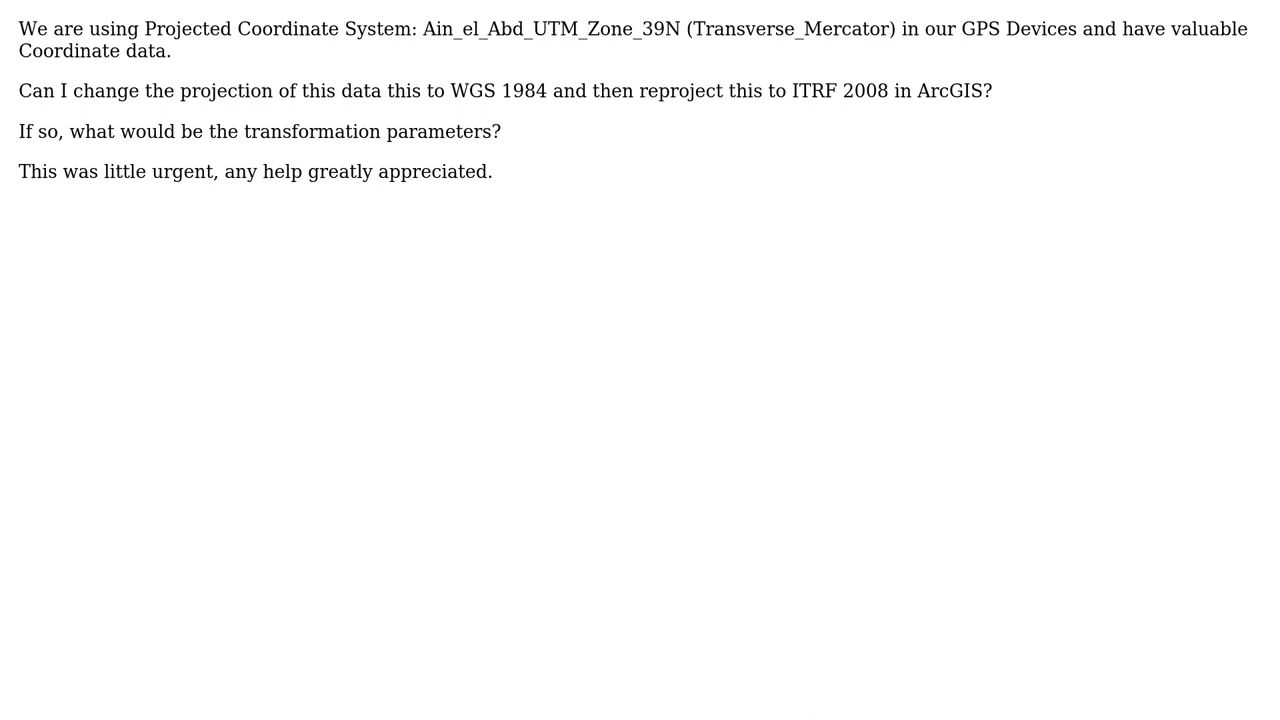 We are using Projected Coordinate System: Ain_el_Abd_UTM_Zone_39N (Transverse_Mercator) in our GPS Devices and have valuable
Coordinate data.
Can I change the projection of this data this to WGS 1984 and then reproject this to ITRF 2008 in ArcGIS?
If so, what would be the transformation parameters?
This was little urgent, any help greatly appreciated.